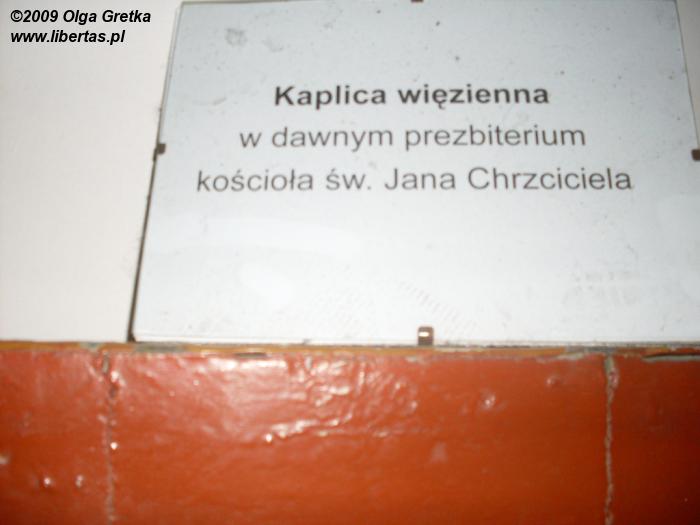 ©2009 Olga Gretka
www.libertas.pl
Kaplica więzienna
w dawnym prezbiterium
kościoła św. Jana Chrzciciela